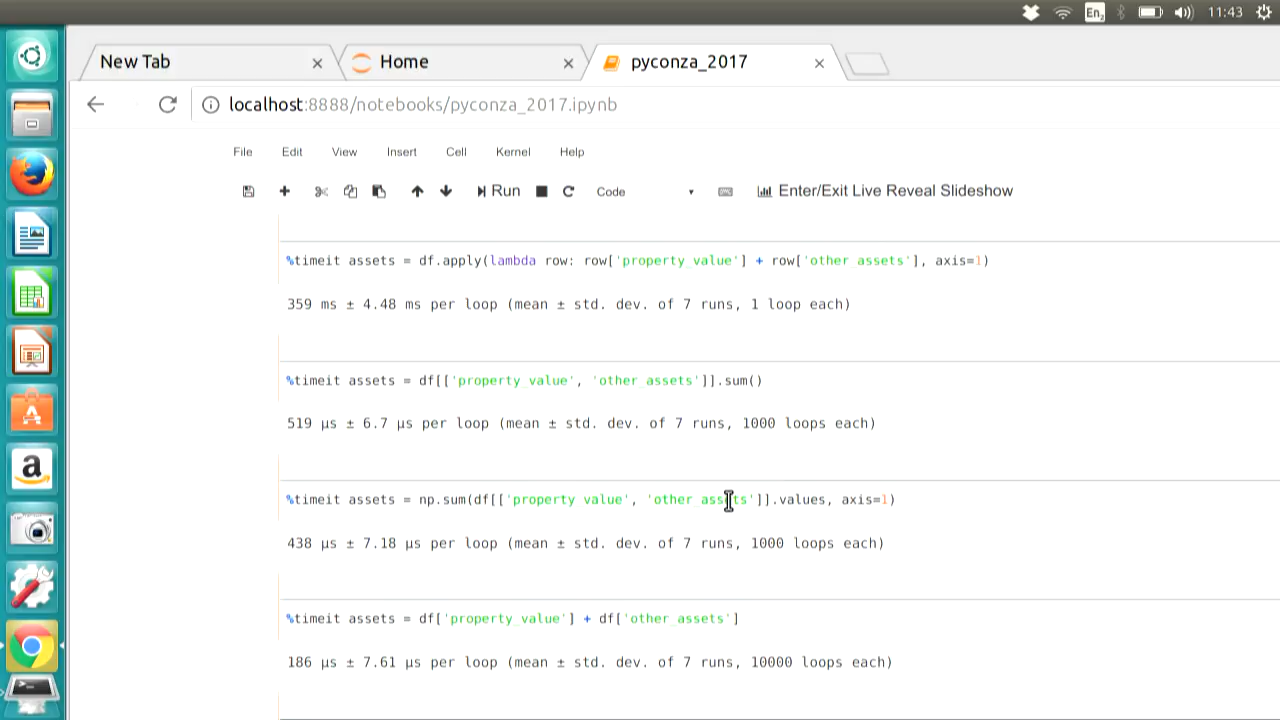 En2
11:43
New Tab
Home
pyconza_2017
localhost:8888/notebooks/pyconza_2017.ipynb
File Edit View Insert Cell Kernel Help
Run
Code
Enter/Exit Live Reveal Slideshow
%timeit assets = df.apply(lambda row: row['property_value'] + row['other_assets'], axis=1)
359 ms ± 4.48 ms per loop (mean ± std. dev. of 7 runs, 1 loop each)
%timeit assets = df[['property_value', 'other_assets']].sum()
519 µs ± 6.7 µs per loop (mean ± std. dev. of 7 runs, 1000 loops each)
%timeit assets = np.sum(df[['property_value', 'other_assets']].values, axis=1)
438 µs ± 7.18 µs per loop (mean ± std. dev. of 7 runs, 1000 loops each)
%timeit assets = df['property_value'] + df['other_assets']
186 µs ± 7.61 µs per loop (mean ± std. dev. of 7 runs, 10000 loops each)